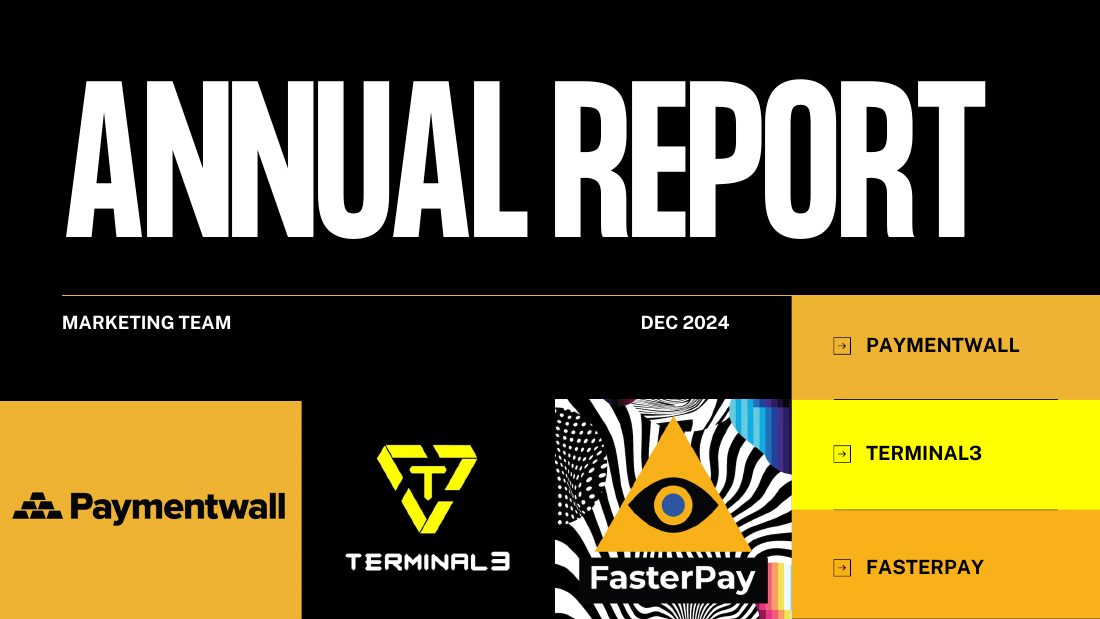 ANNUAL REPORT
MARKETING TEAM
DEC 2024
PAYMENTWALL
TERMINAL3
FASTERPAY
Paymentwall
TERMINAL3
FasterPay